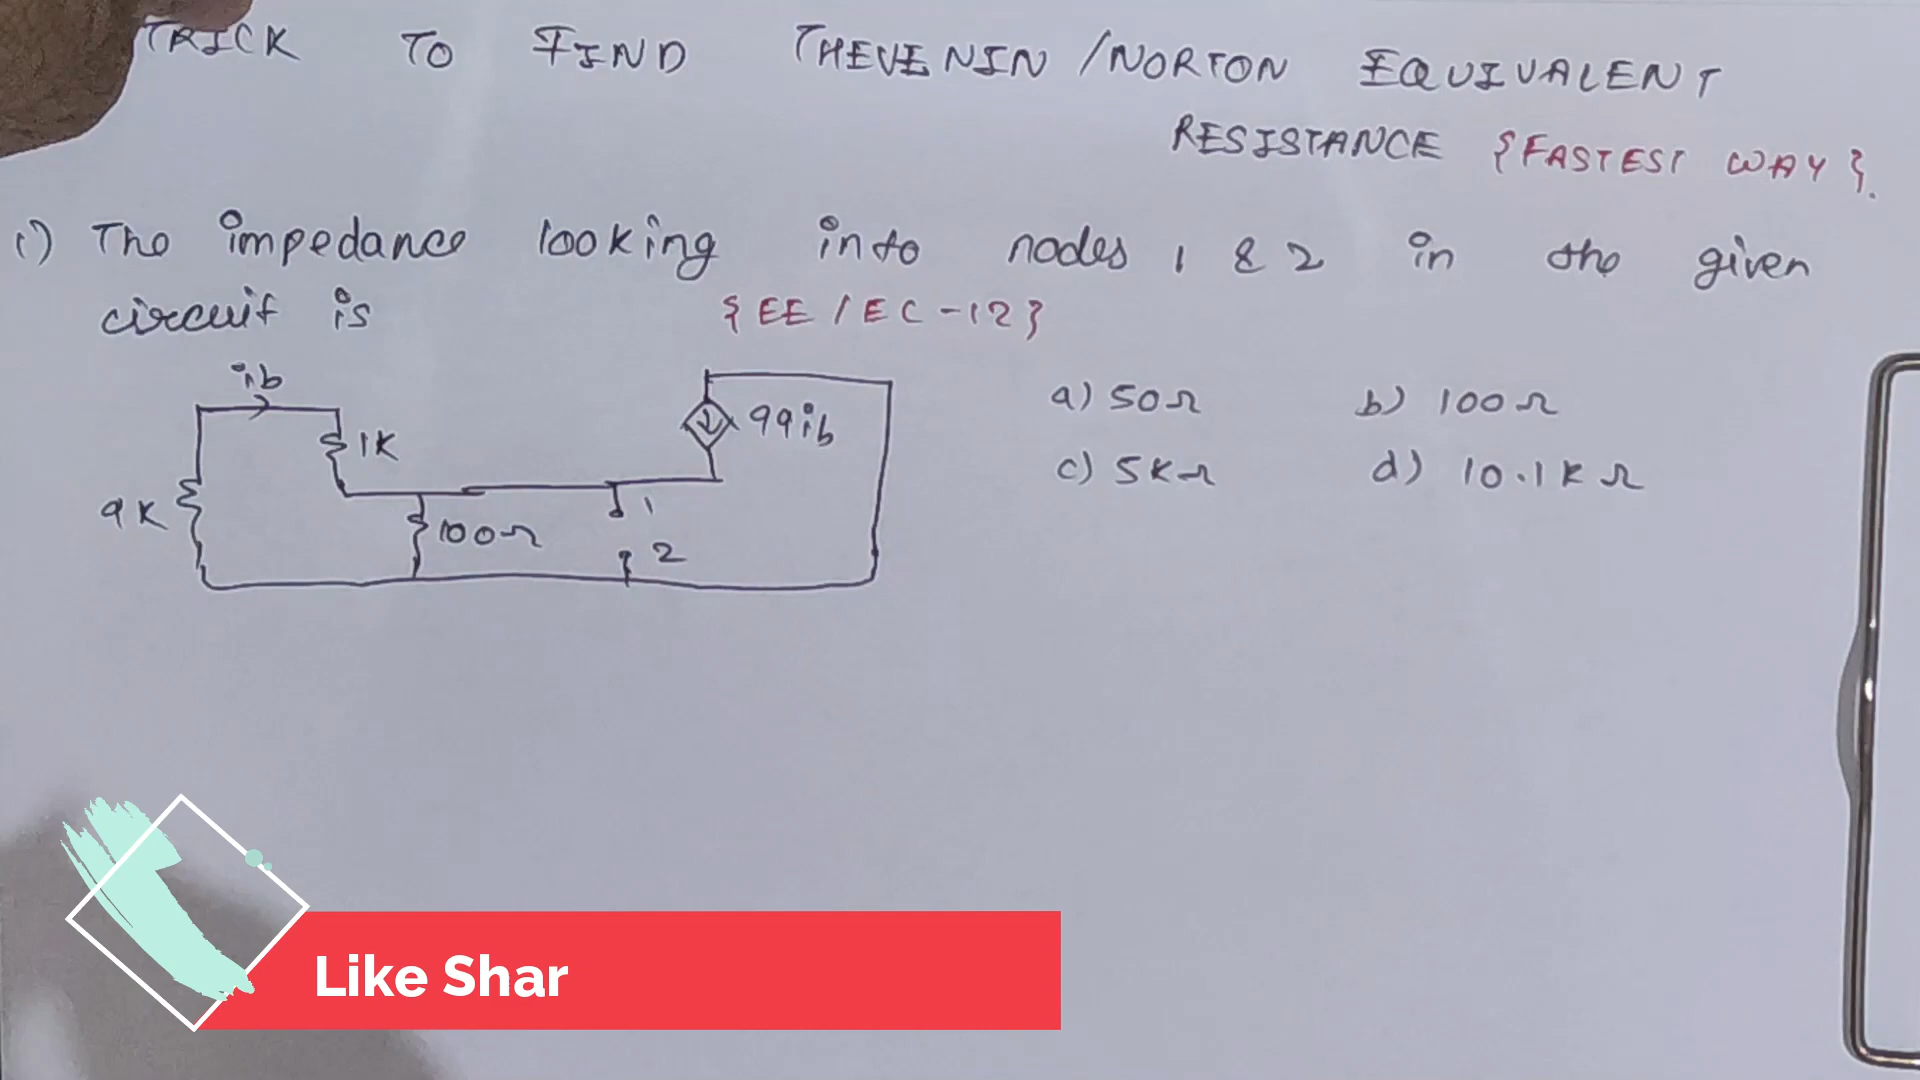 TRICK TO FIND THEVENIN /NORTON EQUIVALENT
RESISTANCE {FASTEST WAY}.
1) The impedance looking into nodes 1 & 2 in the given
circuit is {EE/EC-12}
ib
1K
99ib
9K
100Ω
1
2
a) 50Ω b) 100Ω
c) 5KΩ d) 10.1KΩ
Like Shar